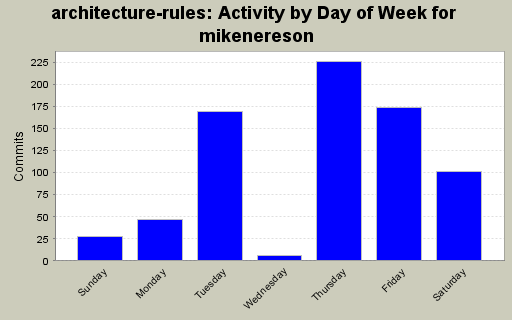 architecture-rules: Activity by Day of Week for
mikenereson
Commits
225
200
175
150
125
100
75
50
25
0
Sunday
Monday
Tuesday
Wednesday
Thursday
Friday
Saturday